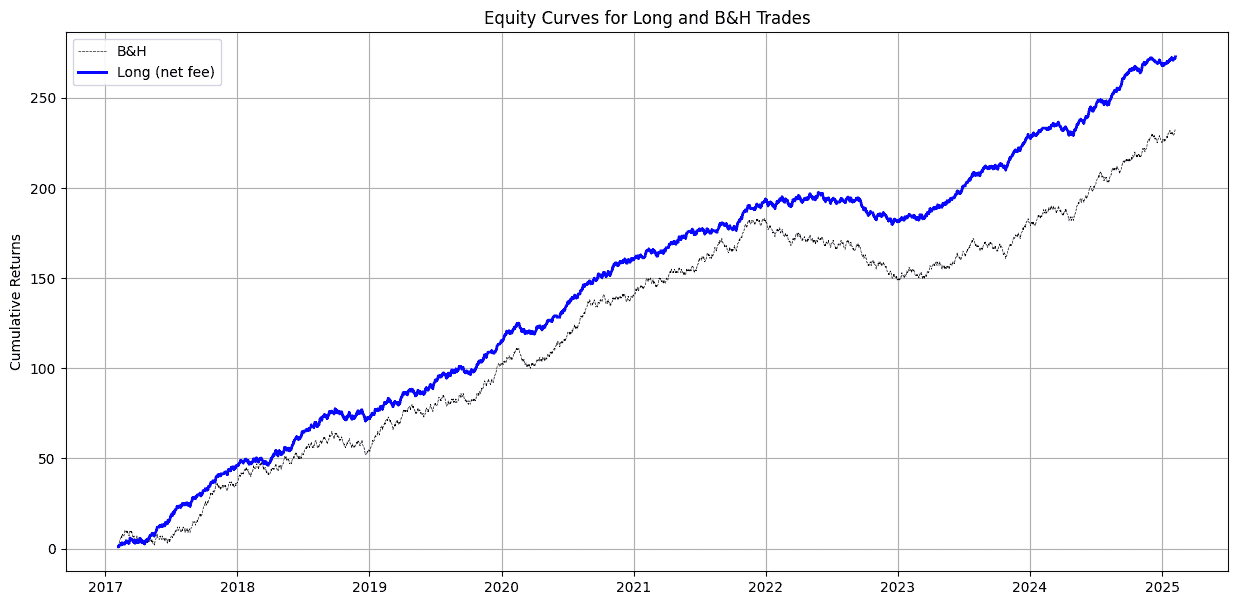 Equity Curves for Long and B&H Trades
B&H
Long (net fee)
Cumulative Returns
250
200
150
100
50
0
2017 2018 2019 2020 2021 2022 2023 2024 2025